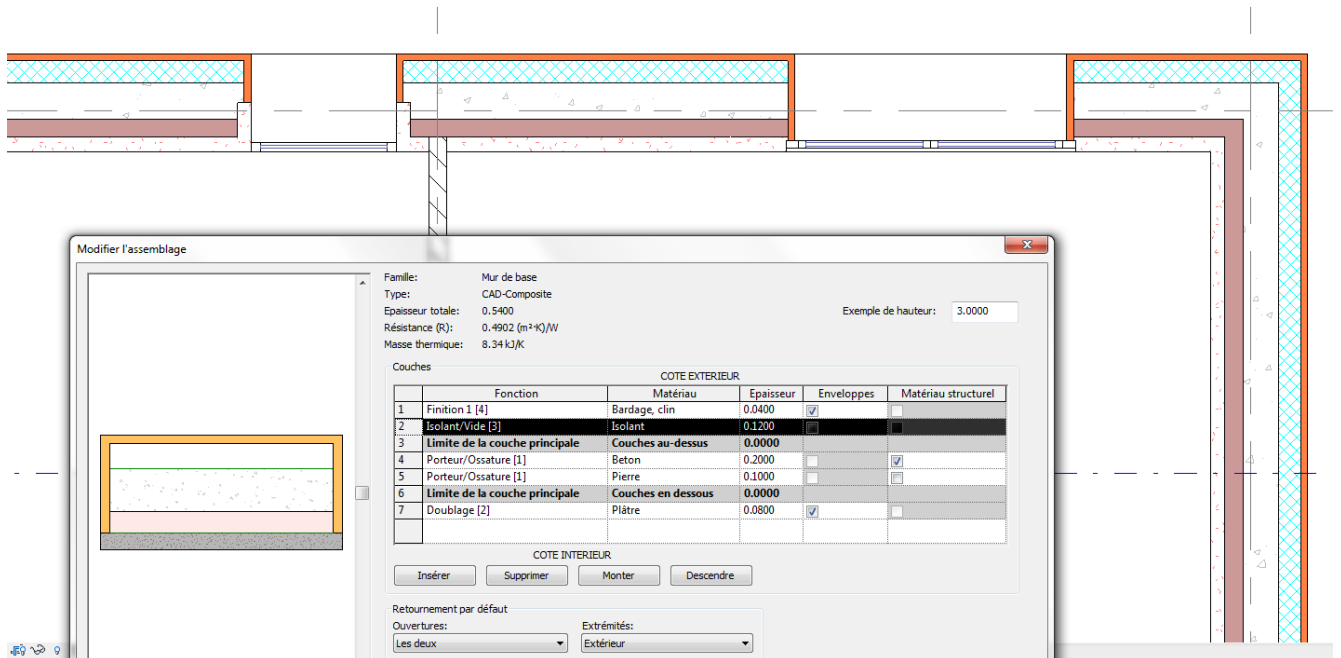 Modifier l'assemblage
x
Famille: Mur de base
Type: CAD-Composite
Epaisseur totale: 0.5400 Exemple de hauteur: 3.0000
Résistance (R): 0.4902 (m²·K)/W
Masse thermique: 8.34 kJ/K
Couches
COTE EXTERIEUR
Fonction Matériau Epaisseur Enveloppes Matériau structurel
1 Finition 1 [4] Bardage, clin 0.0400
2 Isolant/Vide [3] Isolant 0.1200
3 Limite de la couche principale Couches au-dessus 0.0000
4 Porteur/Ossature [1] Beton 0.2000
5 Porteur/Ossature [1] Pierre 0.1000
6 Limite de la couche principale Couches en dessous 0.0000
7 Doublage [2] Plâtre 0.0800
COTE INTERIEUR
Insérer Supprimer Monter Descendre
Retournement par défaut
Ouvertures: Extrémités:
Les deux Extérieur